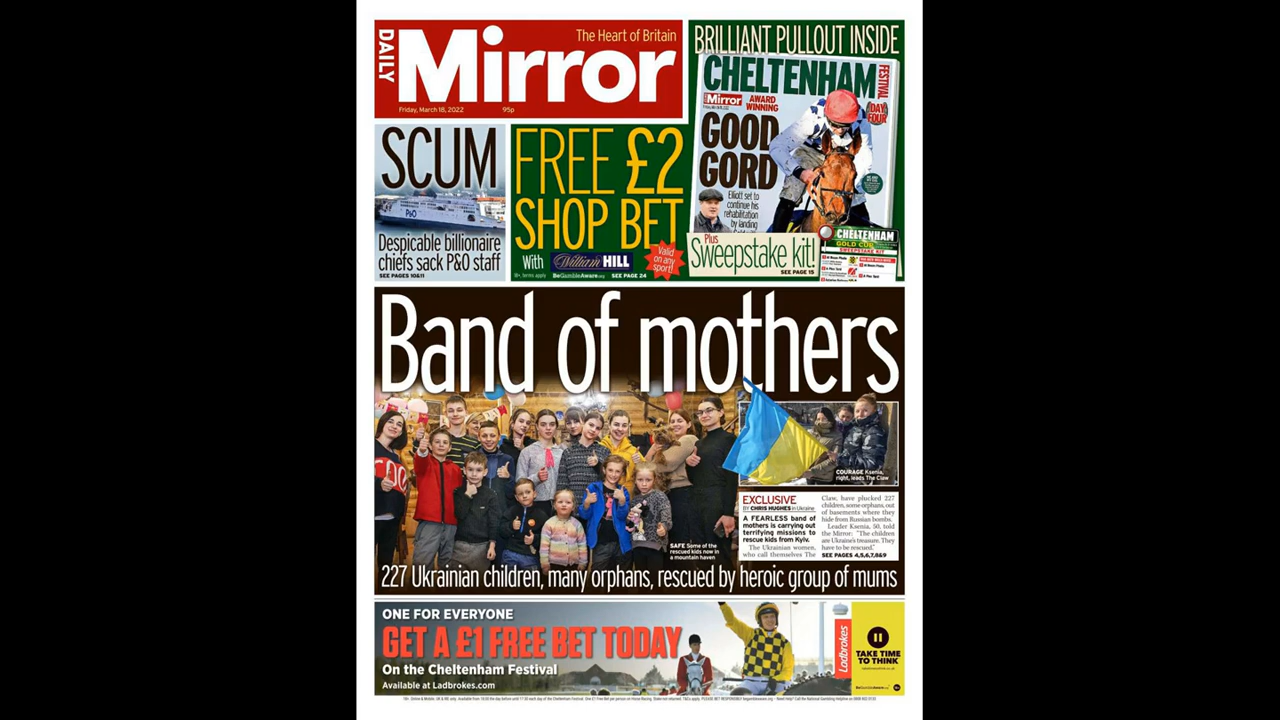 DAILY
Mirror
The Heart of Britain
Friday, March 18, 2022
95p
BRILLIANT PULLOUT INSIDE
CHELTENHAM
FESTIVAL
Mirror
AWARD
WINNING
DAY
FOUR
GOOD
GORD
Elliott set to
continue his
rehabilitation
by landing
Plus
Sweepstake kit!
SEE PAGE 15
CHELTENHAM
GOLD CUP
SWEEPSTAKE KIT
SCUM
P&O
Despicable billionaire
chiefs sack P&O staff
SEE PAGES 10&11
FREE £2
SHOP BET
With William HILL
18+, terms apply
BeGambleAware.org
SEE PAGE 24
Valid
on any
sport!
Band of mothers
COURAGE Ksenia,
right, leads The Claw
SAFE Some of the
rescued kids now in
a mountain haven
EXCLUSIVE
BY CHRIS HUGHES in Ukraine
A FEARLESS band of
mothers is carrying out
terrifying missions to
rescue kids from Kyiv.
The Ukrainian women,
who call themselves The
Claw, have plucked 227
children, some orphans, out
of basements where they
hide from Russian bombs.
Leader Ksenia, 50, told
the Mirror: "The children
are Ukraine's treasure. They
have to be rescued."
SEE PAGES 4,5,6,7,8&9
227 Ukrainian children, many orphans, rescued by heroic group of mums
ONE FOR EVERYONE
GET A £1 FREE BET TODAY
On the Cheltenham Festival
Available at Ladbrokes.com
Ladbrokes
TAKE TIME
TO THINK
BeGambleAware.org